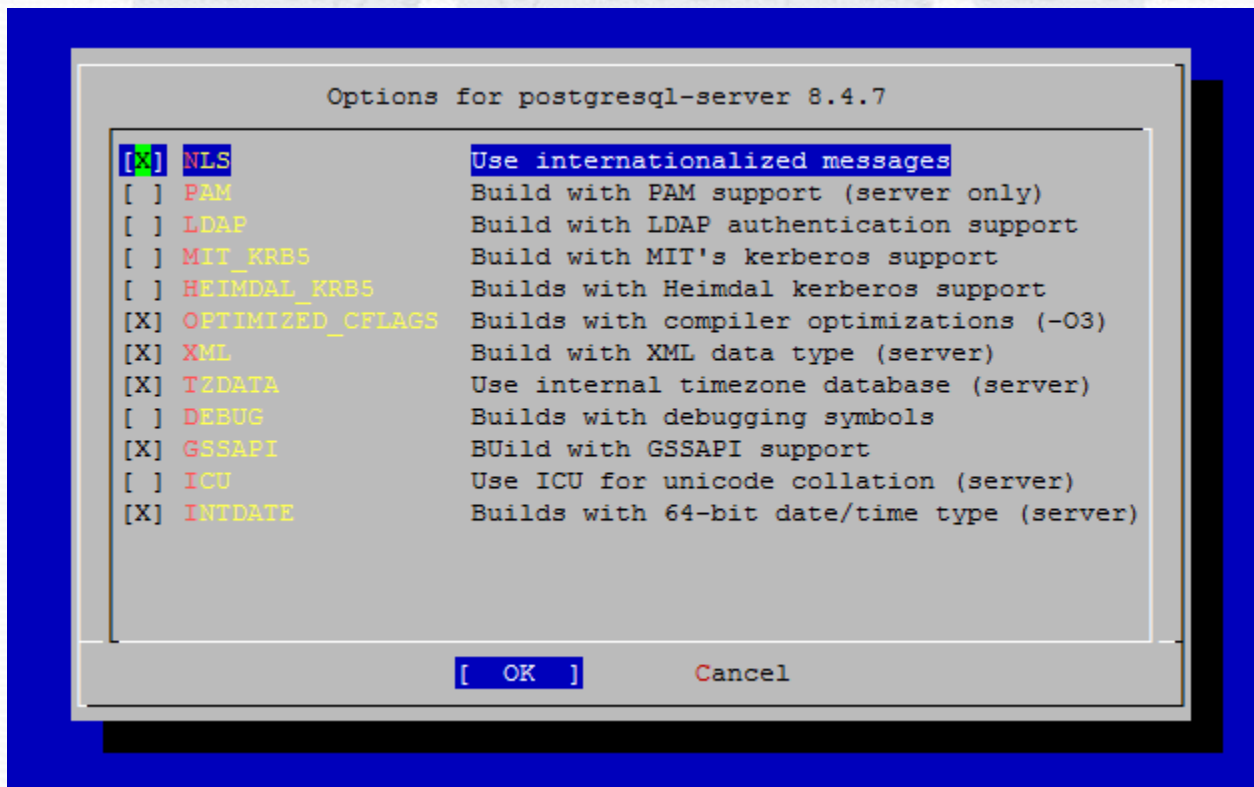 Options for postgresql-server 8.4.7
[X] NLS Use internationalized messages
[ ] PAM Build with PAM support (server only)
[ ] LDAP Build with LDAP authentication support
[ ] MIT_KRB5 Build with MIT's kerberos support
[ ] HEIMDAL_KRB5 Builds with Heimdal kerberos support
[X] OPTIMIZED_CFLAGS Builds with compiler optimizations (-O3)
[X] XML Build with XML data type (server)
[X] TZDATA Use internal timezone database (server)
[ ] DEBUG Builds with debugging symbols
[X] GSSAPI BUild with GSSAPI support
[ ] ICU Use ICU for unicode collation (server)
[X] INTDATE Builds with 64-bit date/time type (server)
[ OK ] Cancel